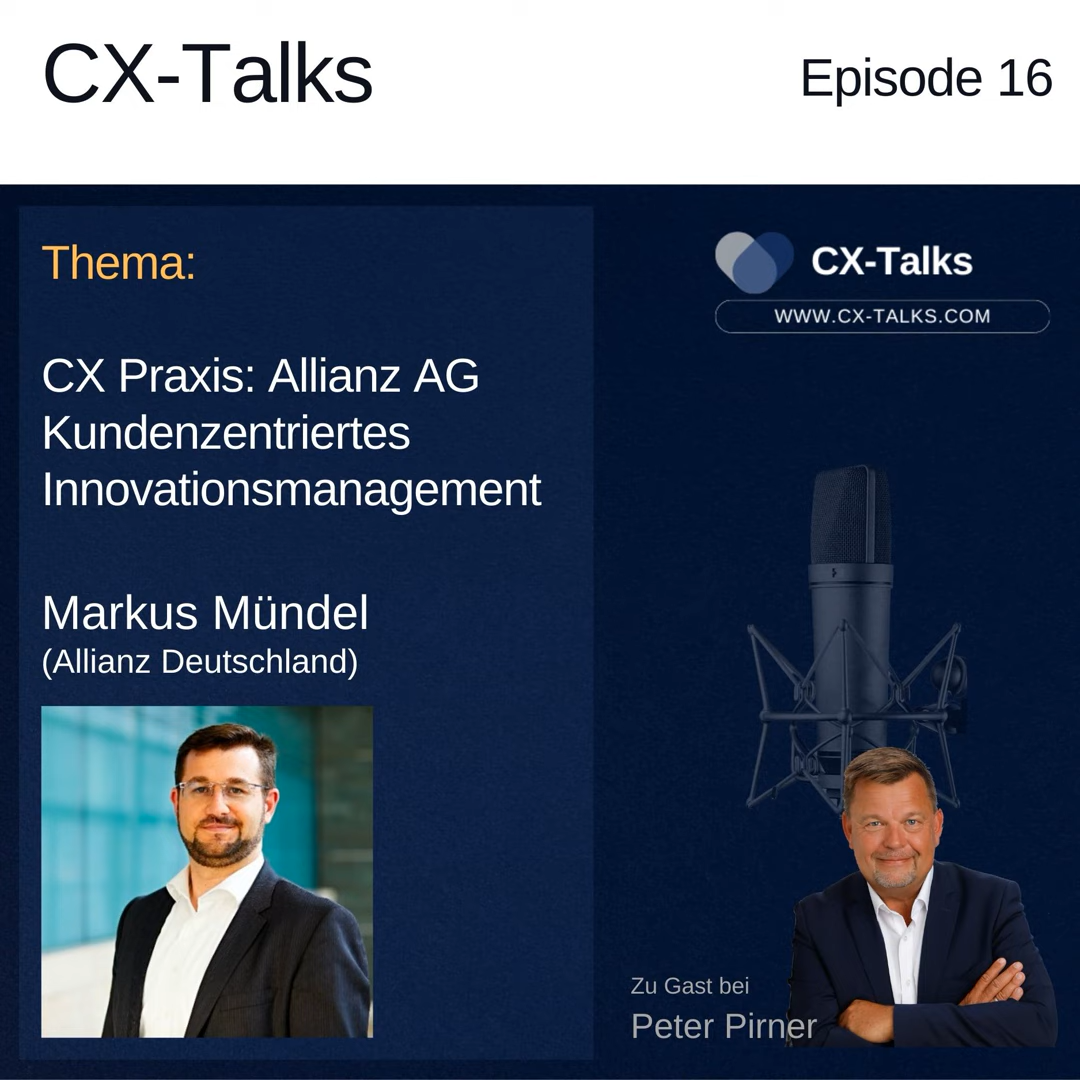 CX-Talks
Episode 16
Thema:
CX Praxis: Allianz AG
Kundenzentriertes
Innovationsmanagement
Markus Mündel
(Allianz Deutschland)
CX-Talks
WWW.CX-TALKS.COM
Zu Gast bei
Peter Pirner